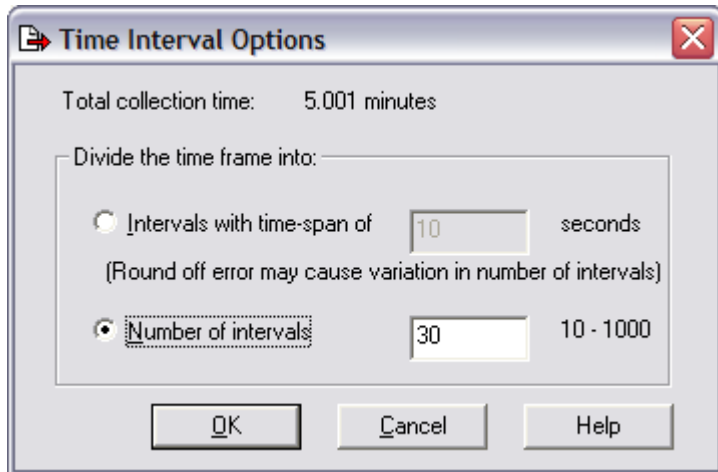 Time Interval Options
Total collection time: 5.001 minutes
Divide the time frame into:
Intervals with time-span of 10 seconds
(Round off error may cause variation in number of intervals)
Number of intervals 30 10 - 1000
OK Cancel Help